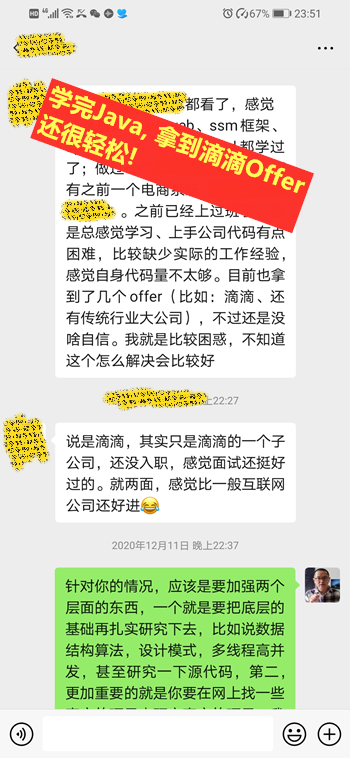 HD 4G 67% 23:51
都看了，感觉
学完Java, 拿到滴滴Offer
还很轻松!
b、ssm框架、
都学过
了；做过
有之前一个电商系
。之前已经上过班
是总感觉学习、上手公司代码有点
困难，比较缺少实际的工作经验，
感觉自身代码量不太够。目前也拿
到了几个offer（比如：滴滴、还
有传统行业大公司），不过还是没
啥自信。我就是比较困惑，不知道
这个怎么解决会比较好
上22:27
说是滴滴，其实只是滴滴的一个子
公司，还没入职，感觉面试还挺好
过的。就两面，感觉比一般互联网
公司还好进😂
2020年12月11日 晚上22:37
针对你的情况，应该是要加强两个
层面的东西，一个就是要把底层的
基础再扎实研究下去，比如说数据
结构算法，设计模式，多线程高并
发，甚至研究一下源代码，第二，
更加重要的就是你要在网上找一些